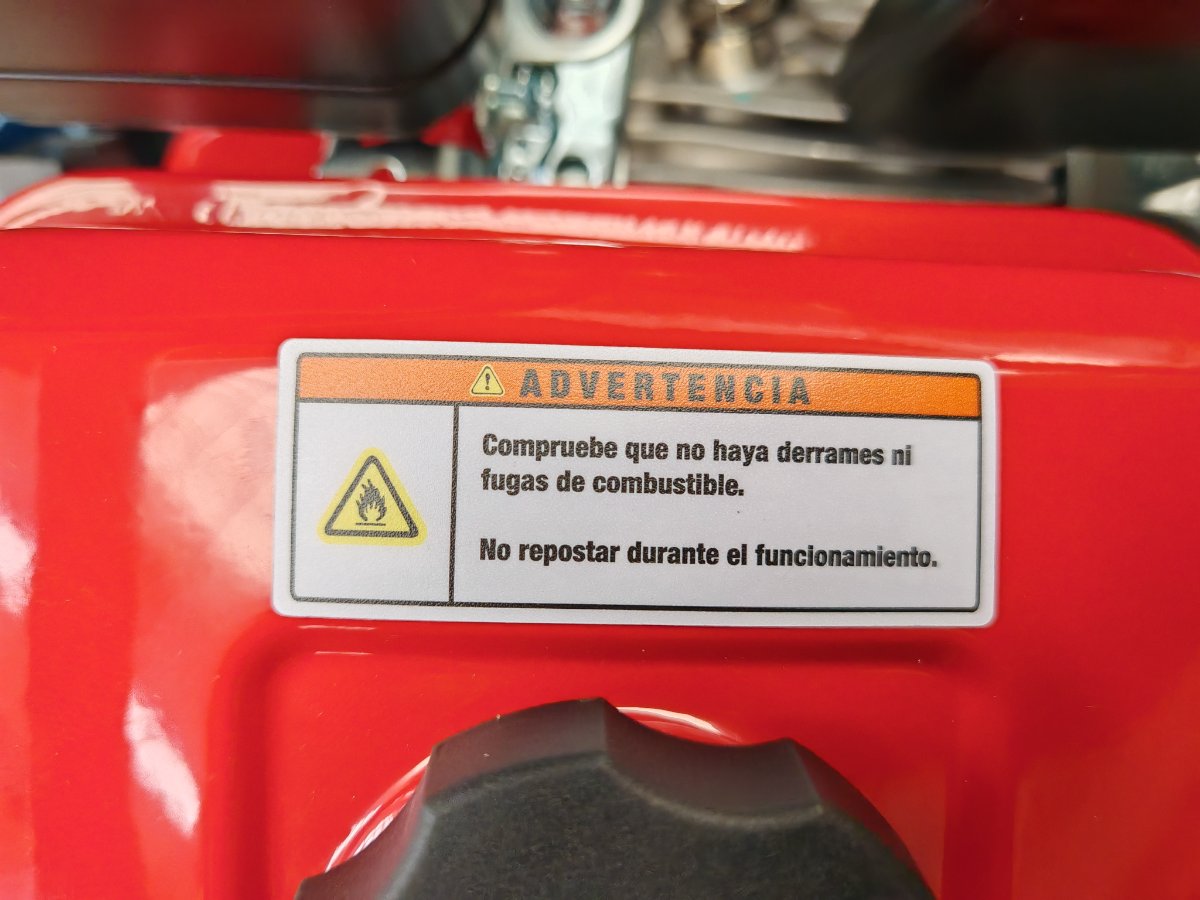 ADVERTENCIA
Compruebe que no haya derrames ni
fugas de combustible.
No repostar durante el funcionamiento.